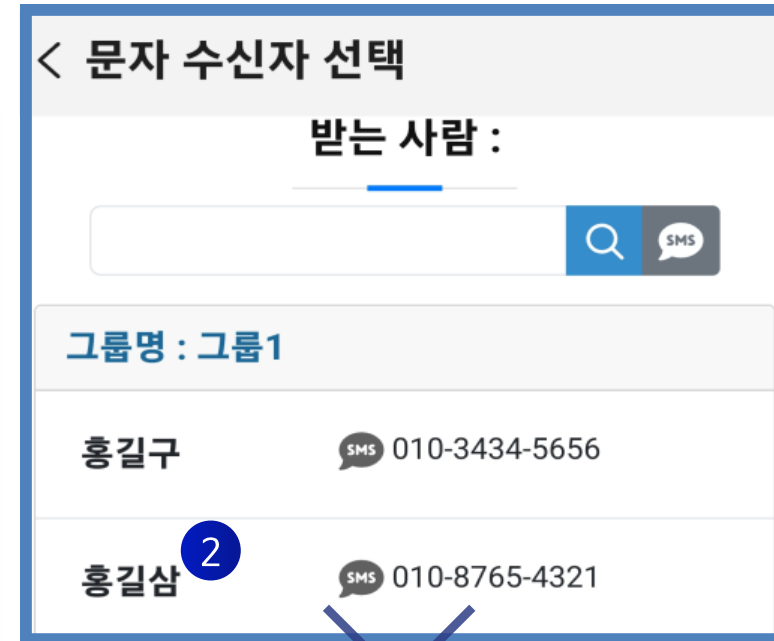 문자 수신자 선택
받는 사람 :
SMS
그룹명 : 그룹1
홍길구 SMS 010-3434-5656
홍길삼 2 SMS 010-8765-4321